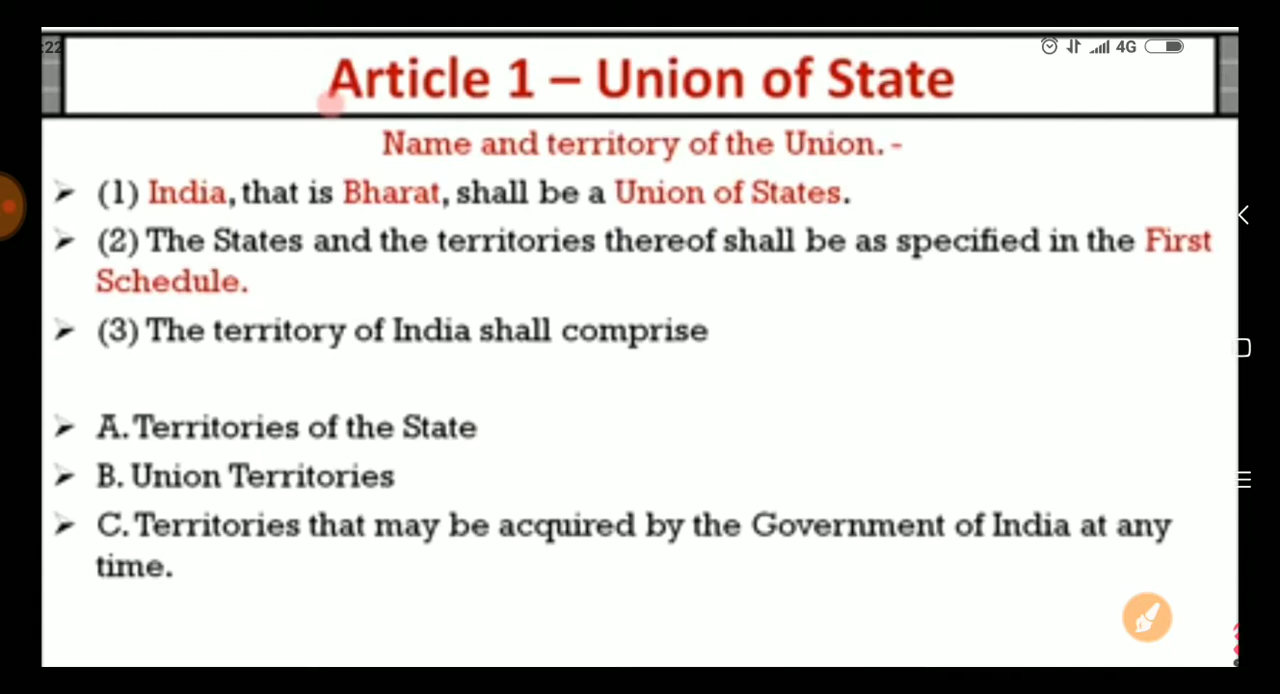 :22
4G
Article 1 – Union of State
Name and territory of the Union. -
➤ (1) India, that is Bharat, shall be a Union of States.
➤ (2) The States and the territories thereof shall be as specified in the First
Schedule.
➤ (3) The territory of India shall comprise
➤ A. Territories of the State
➤ B. Union Territories
➤ C. Territories that may be acquired by the Government of India at any
time.